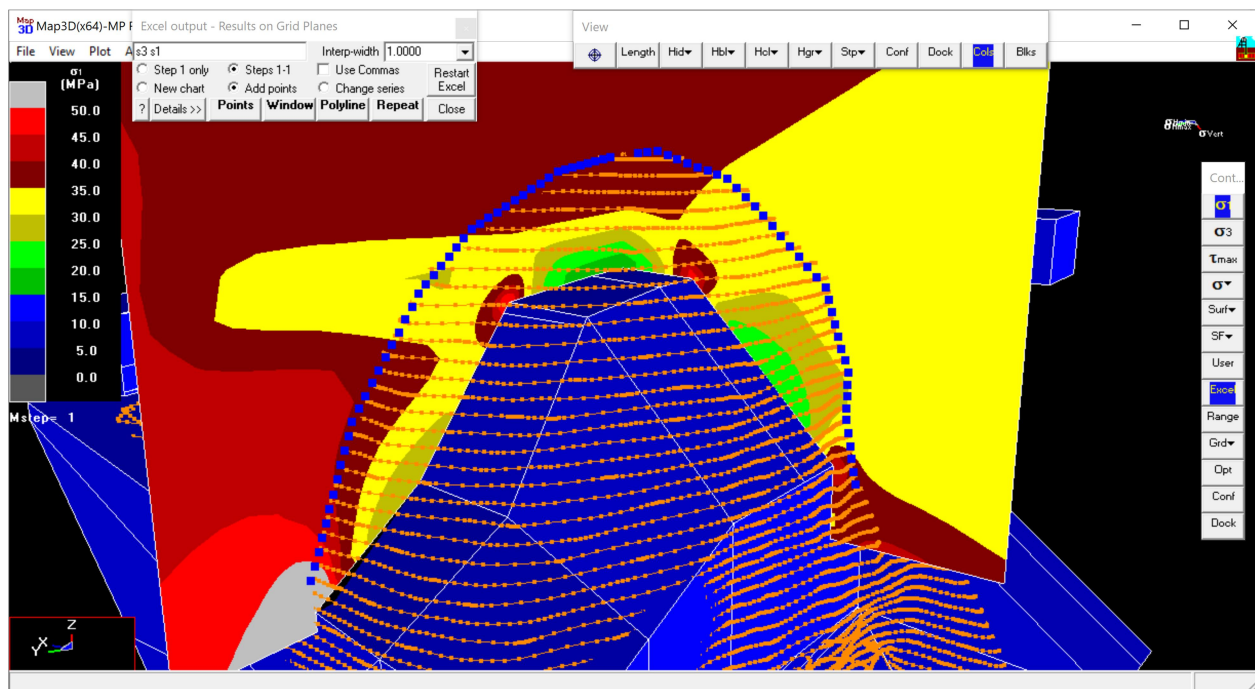 Map3D(x64)-MP F
Excel output - Results on Grid Planes
View
File View Plot A
s3 s1
Interp-width
1.0000
Step 1 only
Steps 1-1
Use Commas
Restart Excel
New chart
Add points
Change series
? Details >> Points Window Polyline Repeat Close
Length Hid▾ Hbl▾ Hol▾ Hgr▾ Stp▾ Conf Dock Cols Blks
σ1
(MPa)
50.0
45.0
40.0
35.0
30.0
25.0
20.0
15.0
10.0
5.0
0.0
Mstep= 1
σVert
Cont...
σ1
σ3
τmax
σ▾
Surf▾
SF▾
User
Excel
Range
Grd▾
Opt
Conf
Dock
Z
X
Y